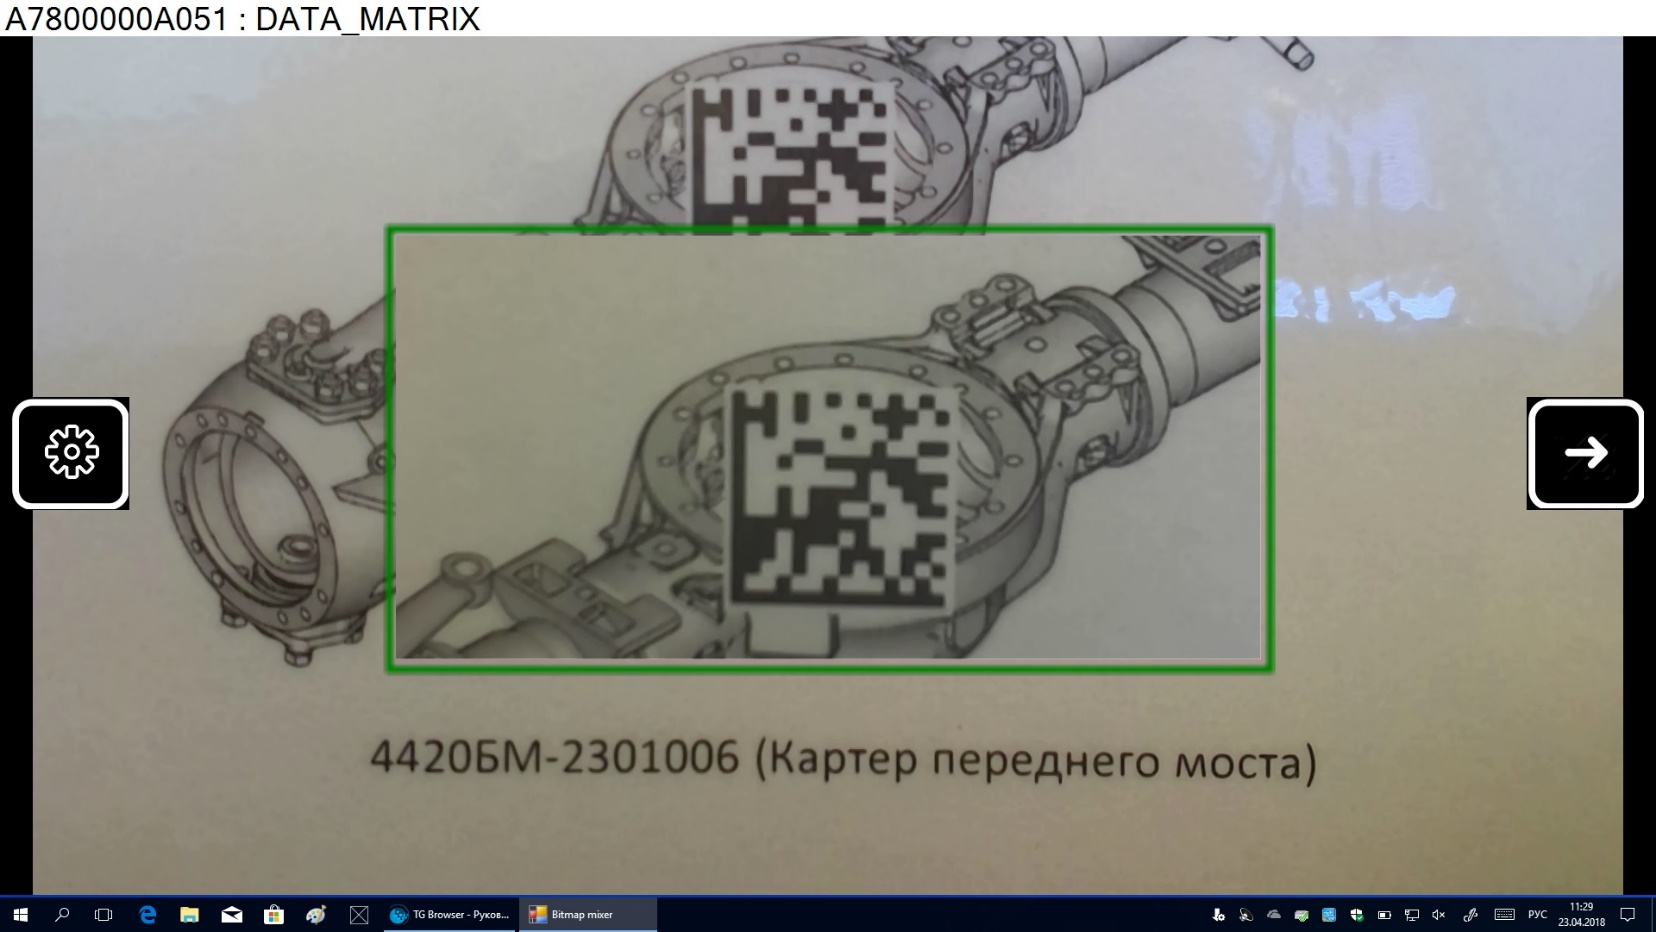 A7800000A051 : DATA_MATRIX
4420БМ-2301006 (Картер переднего моста)
TG Browser - Руков...
Bitmap mixer
РУС
11:29
23.04.2018